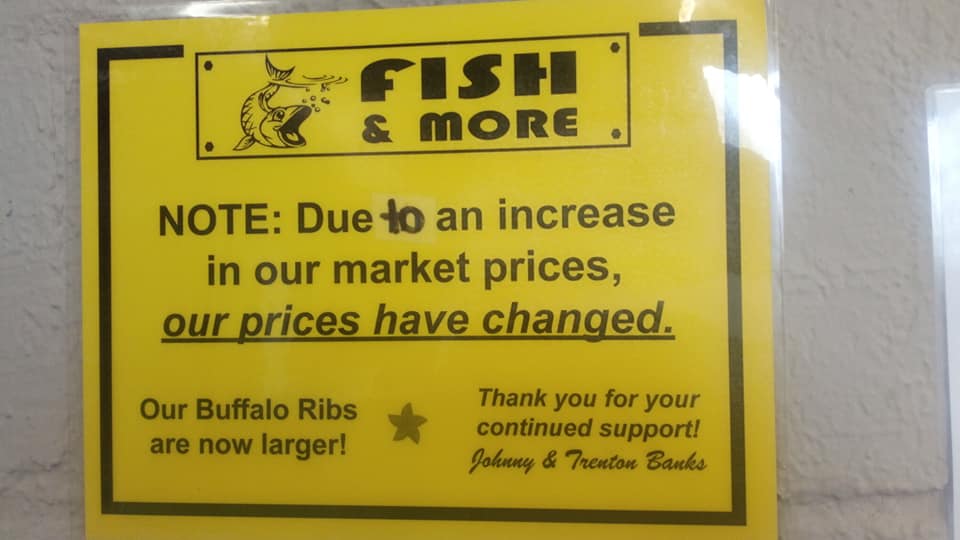 FISH
& MORE
NOTE: Due to an increase
in our market prices,
our prices have changed.
Our Buffalo Ribs
are now larger!
Thank you for your
continued support!
Johnny & Trenton Banks